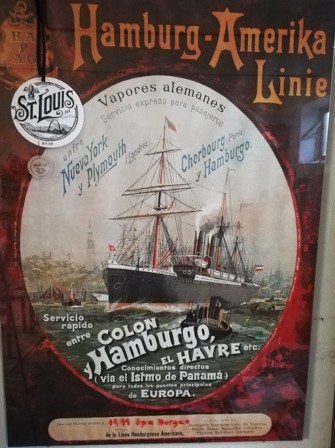 HAPAG
Hamburg-Amerika
Linie
ST. LOUIS
Vapores alemanes
Servicio expreso para pasajeros
entre
Nueva York
y Plymouth (Londres)
Cherbourg (Paris)
y Hamburgo.
Servicio
rápido
entre
COLON
y Hamburgo,
EL HAVRE etc.
Conocimientos directos
(via el Istmo de Panamá)
para todos los puertos principales
de EUROPA.
de la Linea Hamburguesa Americana,